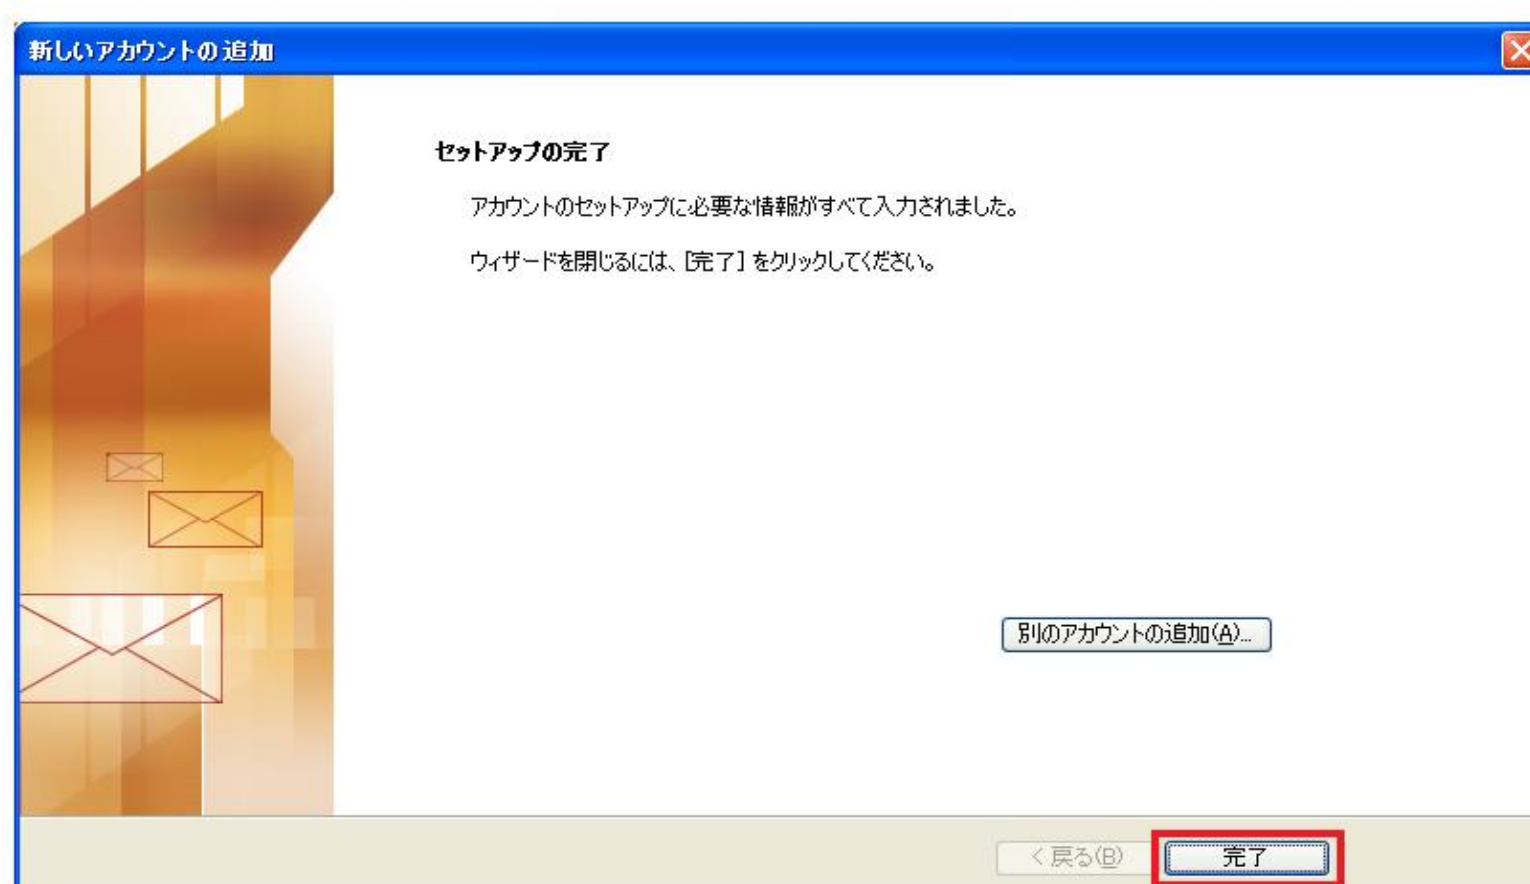 新しいアカウントの追加
セットアップの完了
アカウントのセットアップに必要な情報がすべて入力されました。
ウィザードを閉じるには、[完了] をクリックしてください。
別のアカウントの追加(A)...
< 戻る(B)
完了